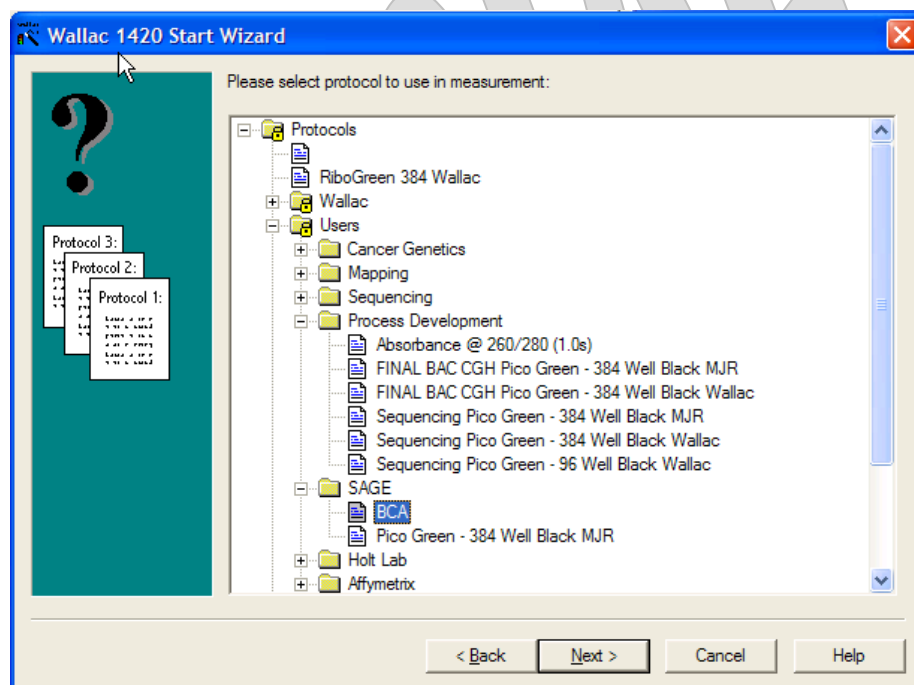 Wallac 1420 Start Wizard
Please select protocol to use in measurement:
Protocols
RiboGreen 384 Wallac
Wallac
Users
Cancer Genetics
Mapping
Sequencing
Process Development
Absorbance @ 260/280 (1.0s)
FINAL BAC CGH Pico Green - 384 Well Black MJR
FINAL BAC CGH Pico Green - 384 Well Black Wallac
Sequencing Pico Green - 384 Well Black MJR
Sequencing Pico Green - 384 Well Black Wallac
Sequencing Pico Green - 96 Well Black Wallac
SAGE
BCA
Pico Green - 384 Well Black MJR
Holt Lab
Affymetrix
Protocol 3:
Protocol 2:
Protocol 1:
< Back
Next >
Cancel
Help